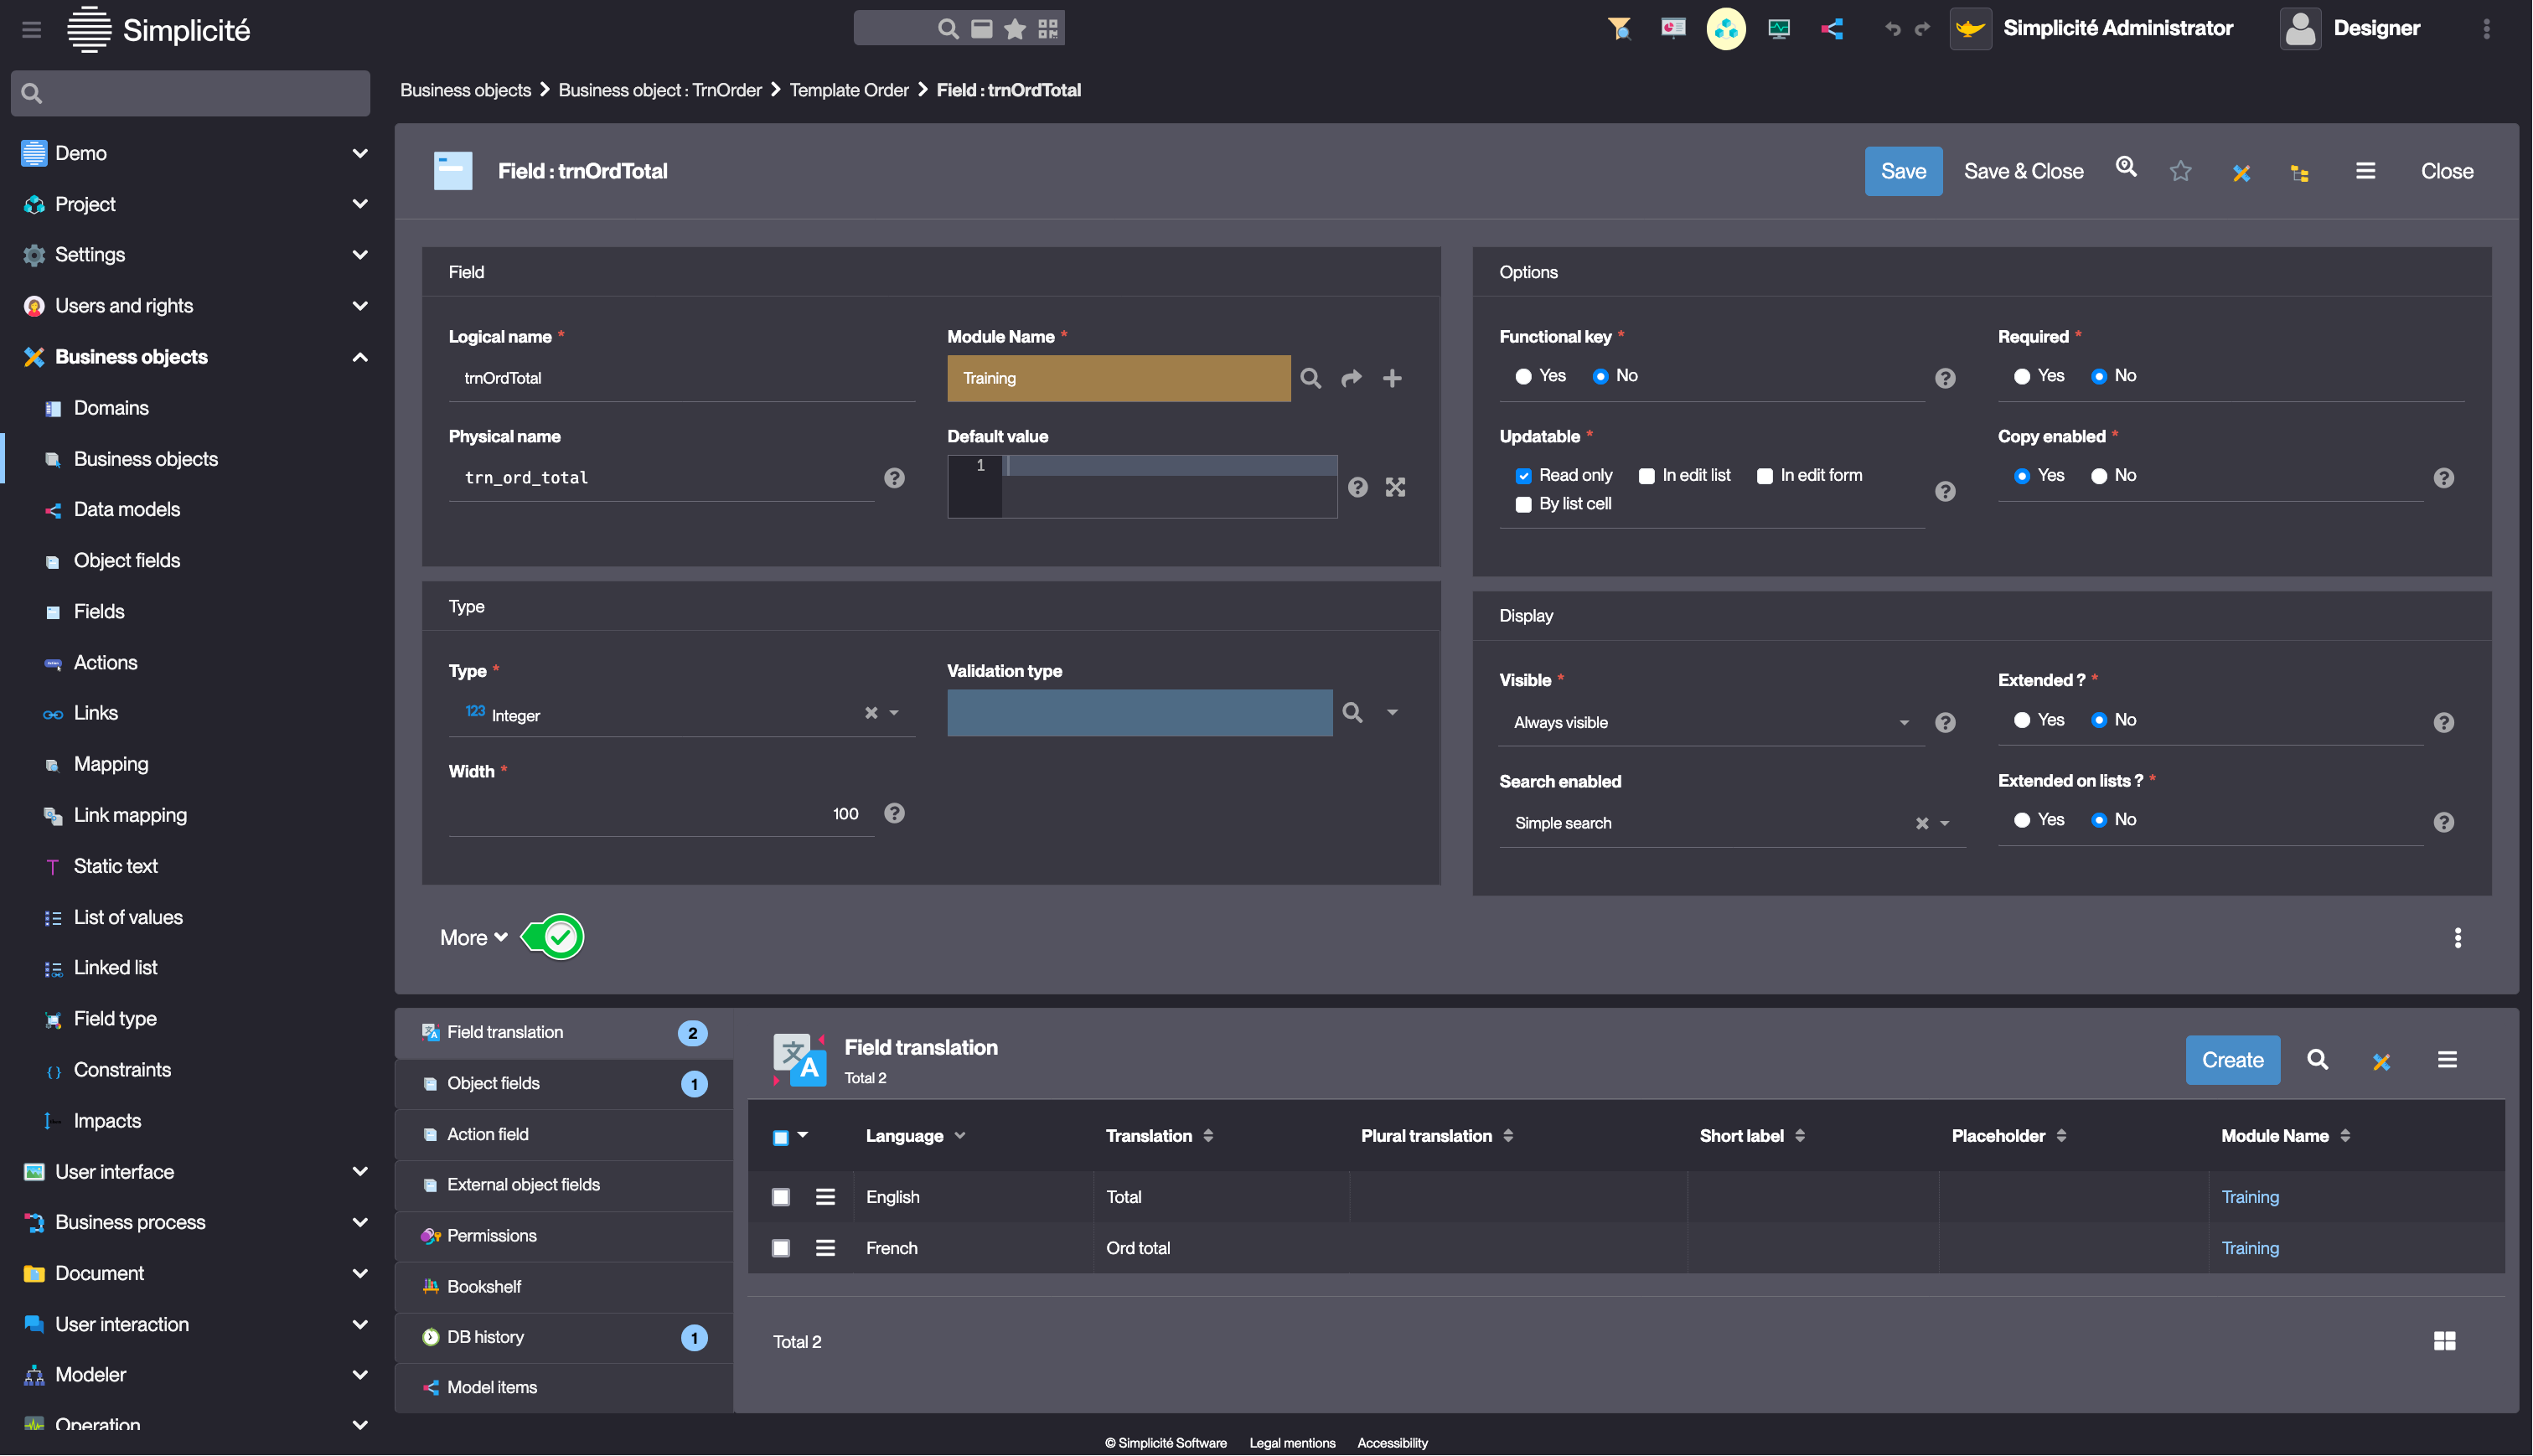 Simplicité
Simplicité Administrator
Designer
Business objects
Business object : TrnOrder
Template Order
Field : trnOrdTotal
Demo
Project
Settings
Users and rights
Business objects
Domains
Business objects
Data models
Object fields
Fields
Actions
Links
Mapping
Link mapping
Static text
List of values
Linked list
Field type
Constraints
Impacts
User interface
Business process
Document
User interaction
Modeler
Operation
Field : trnOrdTotal
Save
Save & Close
Close
Field
Logical name *
trnOrdTotal
Module Name *
Training
Physical name
trn_ord_total
Default value
1
Type
Type *
123 Integer
Validation type
Width *
100
Options
Functional key *
Yes No
Required *
Yes No
Updatable *
Read only In edit list In edit form
By list cell
Copy enabled *
Yes No
Display
Visible *
Always visible
Extended ? *
Yes No
Search enabled
Simple search
Extended on lists ? *
Yes No
More
Field translation 2
Object fields 1
Action field
External object fields
Permissions
Bookshelf
DB history 1
Model items
Field translation
Total 2
Create
Language Translation Plural translation Short label Placeholder Module Name
English Total Training
French Ord total Training
Total 2
© Simplicité Software Legal mentions Accessibility